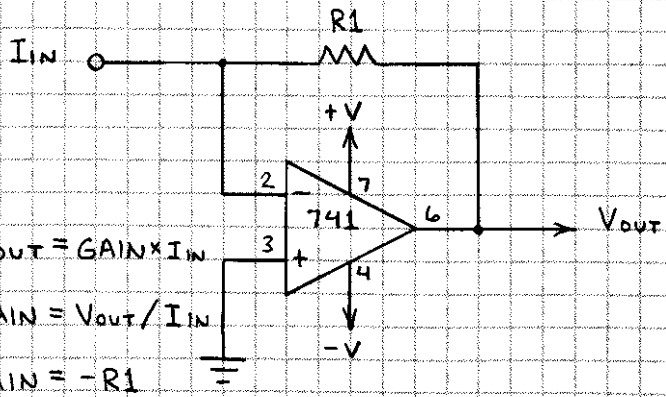 R1
IIN
+V
2
-
7
741
6
VOUT
3
+
4
OUT = GAIN × IIN
AIN = VOUT / IIN
-V
AIN = -R1